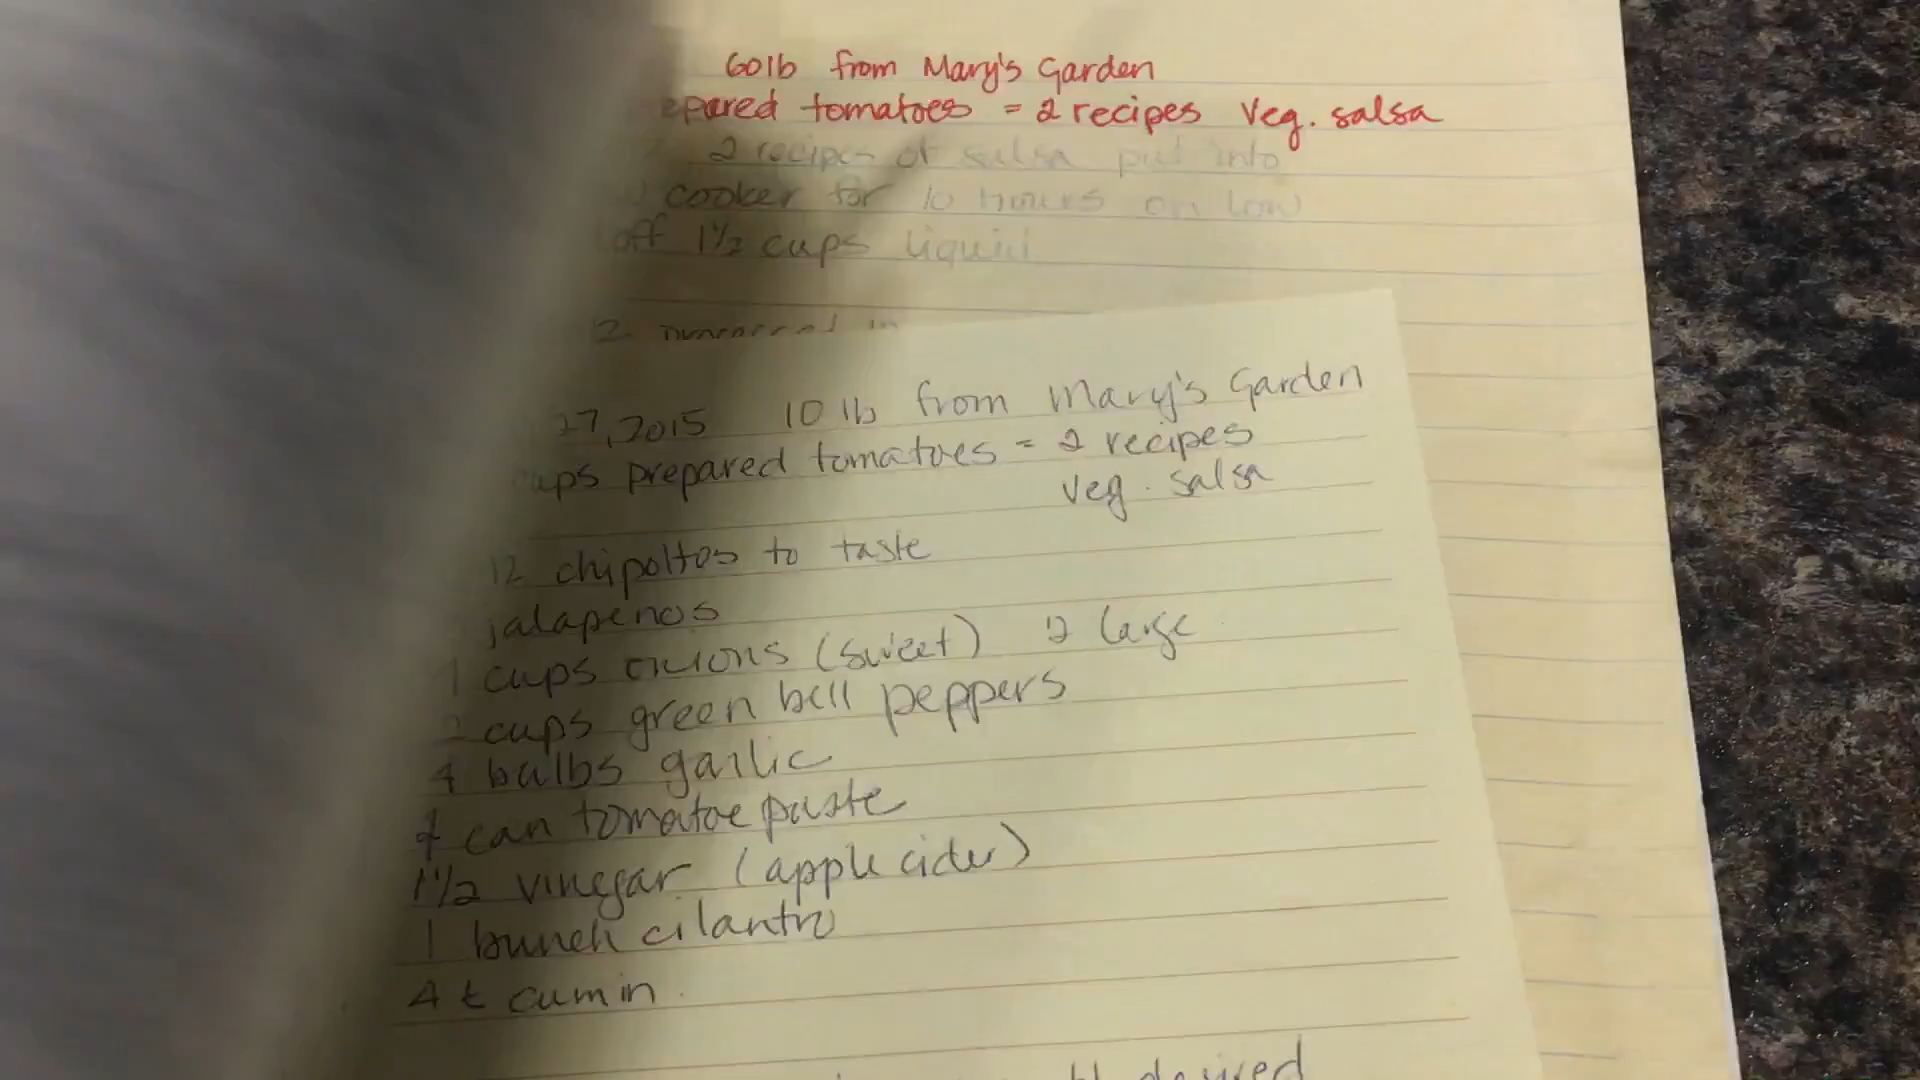 60lb from Mary's Garden
epared tomatoes = 2 recipes Veg. salsa
2 recipes of salsa put into
cooker for 10 hours on low
off 1½ cups liquid
27, 2015 10 lb from Mary's Garden
ups prepared tomatoes = 2 recipes
veg. salsa
12 chipoltos to taste
jalapenos
cups onions (sweet) 2 large
2 cups green bell peppers
4 bulbs garlic
can tomatoe paste
1½ vinegar (apple cider)
1 bunch cilantro
4 t cumin
desired